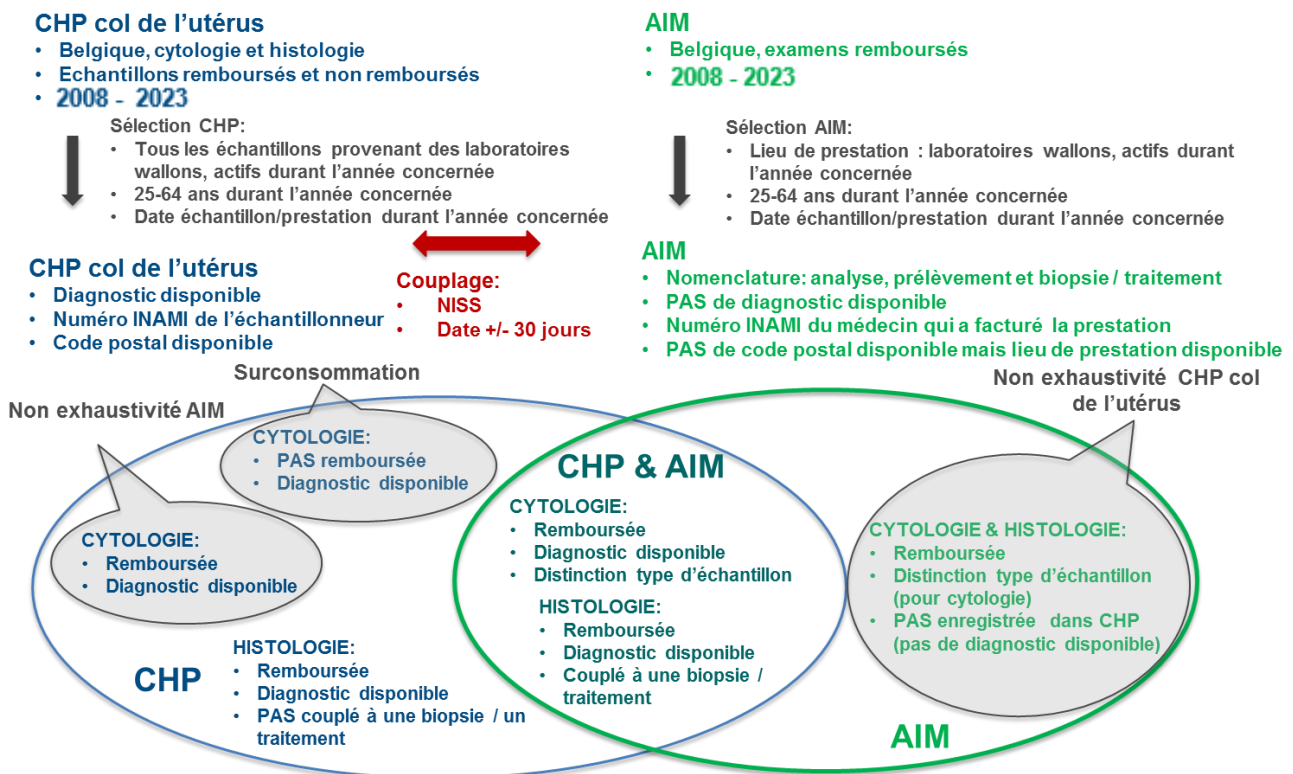 CHP col de l’utérus
• Belgique, cytologie et histologie
• Echantillons remboursés et non remboursés
• 2008 - 2023
Sélection CHP:
• Tous les échantillons provenant des laboratoires
wallons, actifs durant l’année concernée
• 25-64 ans durant l’année concernée
• Date échantillon/prestation durant l’année concernée
AIM
• Belgique, examens remboursés
• 2008 - 2023
Sélection AIM:
• Lieu de prestation : laboratoires wallons, actifs durant
l’année concernée
• 25-64 ans durant l’année concernée
• Date échantillon/prestation durant l’année concernée
CHP col de l’utérus
• Diagnostic disponible
• Numéro INAMI de l’échantillonneur
• Code postal disponible
Couplage:
• NISS
• Date +/- 30 jours
AIM
• Nomenclature: analyse, prélèvement et biopsie / traitement
• PAS de diagnostic disponible
• Numéro INAMI du médecin qui a facturé la prestation
• PAS de code postal disponible mais lieu de prestation disponible
Non exhaustivité AIM
Surconsommation
Non exhaustivité CHP col
de l’utérus
CYTOLOGIE:
• PAS remboursée
• Diagnostic disponible
CYTOLOGIE:
• Remboursée
• Diagnostic disponible
HISTOLOGIE:
• Remboursée
• Diagnostic disponible
• PAS couplé à une biopsie / un
traitement
CHP
CHP & AIM
CYTOLOGIE:
• Remboursée
• Diagnostic disponible
• Distinction type d’échantillon
HISTOLOGIE:
• Remboursée
• Diagnostic disponible
• Couplé à une biopsie /
traitement
CYTOLOGIE & HISTOLOGIE:
• Remboursée
• Distinction type d’échantillon
(pour cytologie)
• PAS enregistrée dans CHP
(pas de diagnostic disponible)
AIM